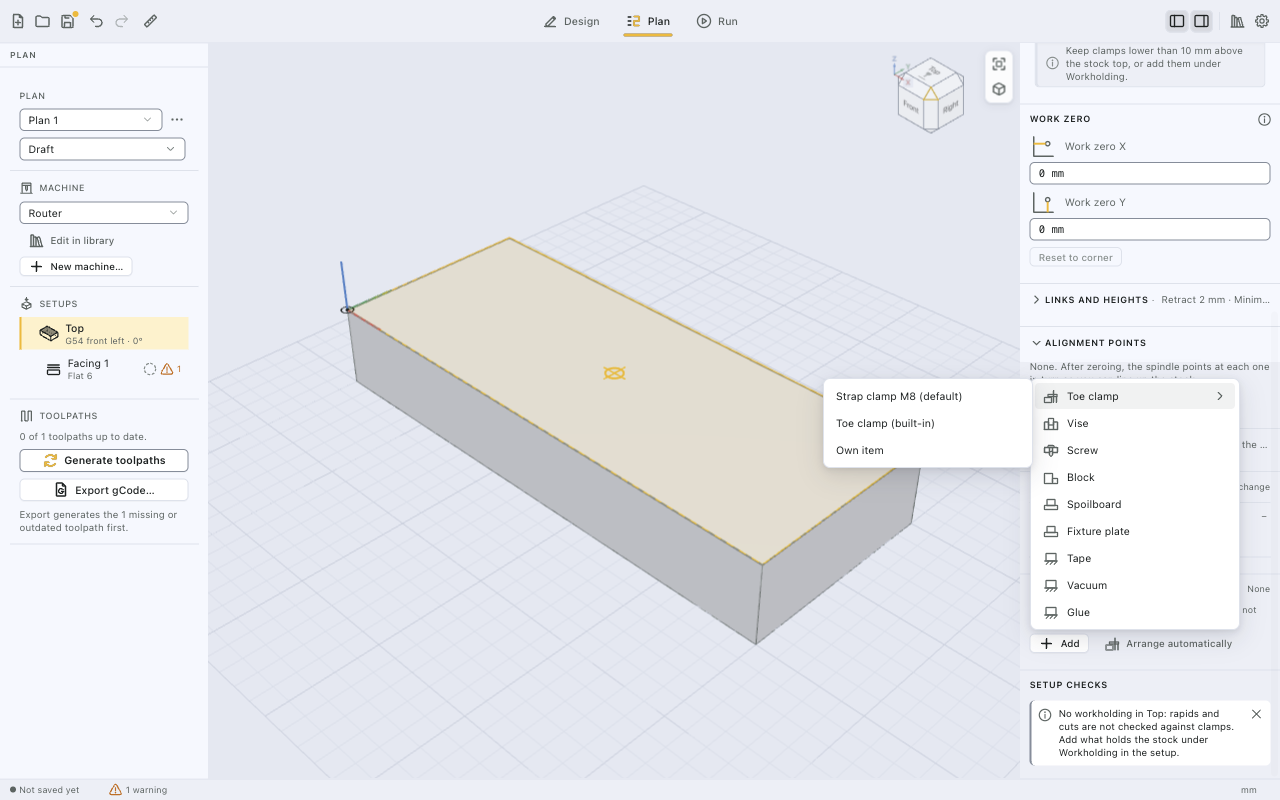 Design
Plan
Run
PLAN
PLAN
Plan 1
Draft
MACHINE
Router
Edit in library
New machine...
SETUPS
Top
G54 front left · 0°
Facing 1
Flat 6
1
TOOLPATHS
0 of 1 toolpaths up to date.
Generate toolpaths
Export gCode...
Export generates the 1 missing or
outdated toolpath first.
Not saved yet
1 warning
Front
Right
Z
X
Keep clamps lower than 10 mm above
the stock top, or add them under
Workholding.
WORK ZERO
Work zero X
0 mm
Work zero Y
0 mm
Reset to corner
LINKS AND HEIGHTS · Retract 2 mm · Minim...
ALIGNMENT POINTS
None. After zeroing, the spindle points at each one
Strap clamp M8 (default)
Toe clamp (built-in)
Own item
Toe clamp
Vise
Screw
Block
Spoilboard
Fixture plate
Tape
Vacuum
Glue
the ...
change
–
None
not
Add
Arrange automatically
SETUP CHECKS
No workholding in Top: rapids and
cuts are not checked against clamps.
Add what holds the stock under
Workholding in the setup.
mm